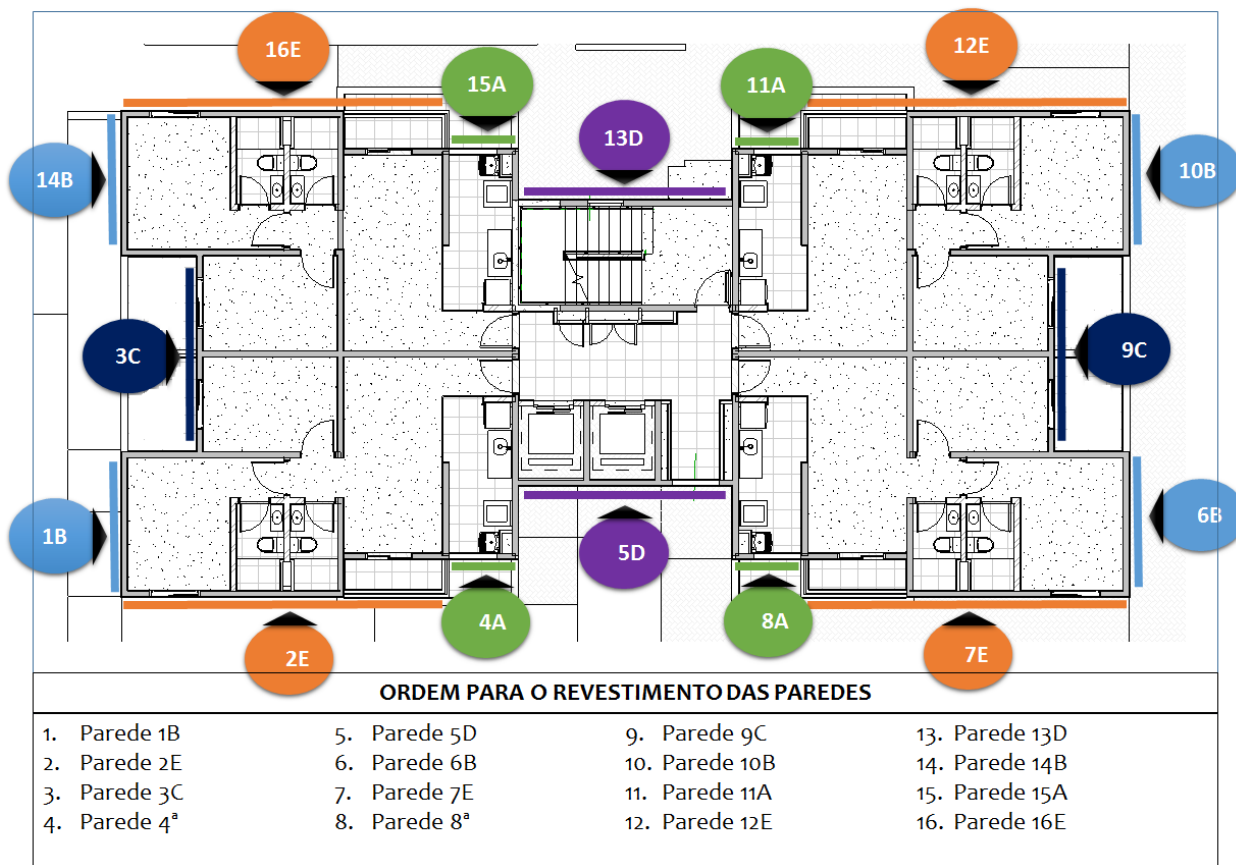 16E
12E
15A
11A
13D
14B
10B
3C
9C
1B
6B
5D
4A
8A
2E
7E
ORDEM PARA O REVESTIMENTO DAS PAREDES
1. Parede 1B
2. Parede 2E
3. Parede 3C
4. Parede 4ª
5. Parede 5D
6. Parede 6B
7. Parede 7E
8. Parede 8ª
9. Parede 9C
10. Parede 10B
11. Parede 11A
12. Parede 12E
13. Parede 13D
14. Parede 14B
15. Parede 15A
16. Parede 16E